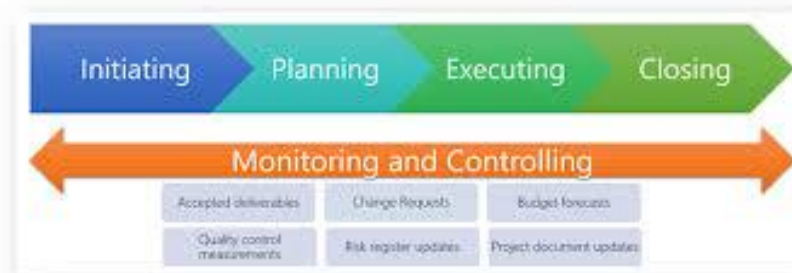 Initiating Planning Executing Closing
Monitoring and Controlling
Accepted deliverables Change Requests Budget forecasts
Quality control
measurements Risk register updates Project document updates